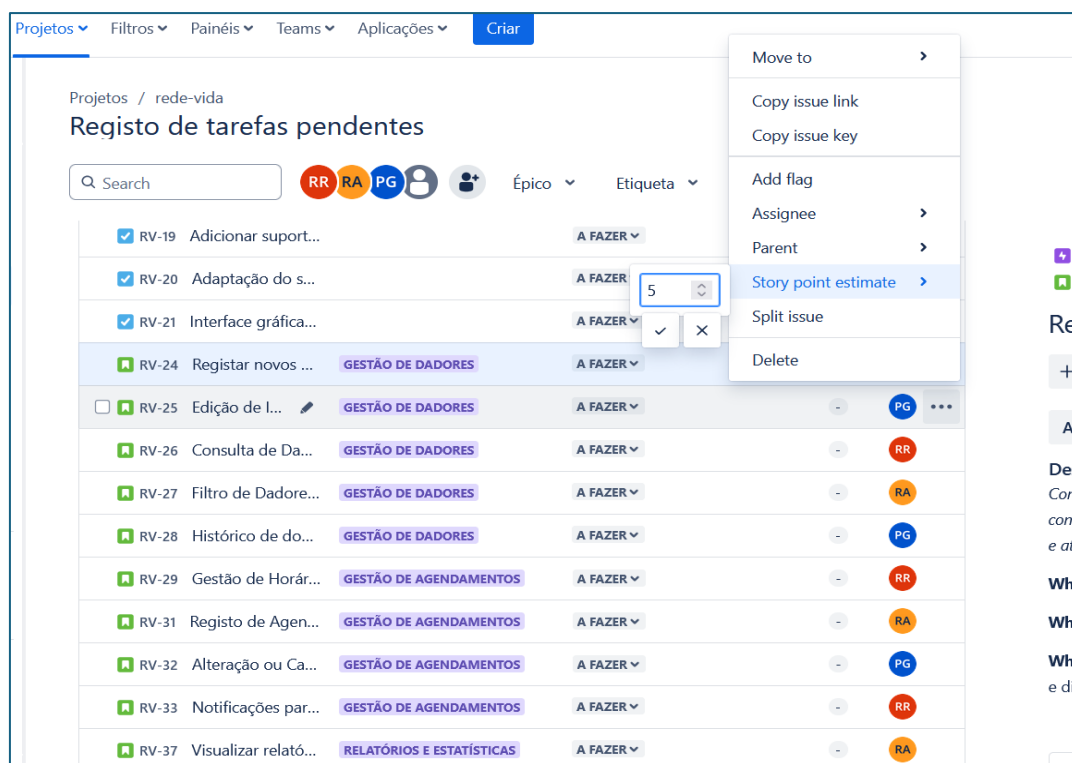 Projetos Filtros Painéis Teams Aplicações Criar
Projetos / rede-vida
Registo de tarefas pendentes
Search RR RA PG Épico Etiqueta
Move to
Copy issue link
Copy issue key
Add flag
Assignee
Parent
Story point estimate
Split issue
Delete
5
RV-19 Adicionar suport... A FAZER
RV-20 Adaptação do s... A FAZER
RV-21 Interface gráfica... A FAZER
RV-24 Registar novos ... GESTÃO DE DADORES A FAZER
RV-25 Edição de I... GESTÃO DE DADORES A FAZER - PG ...
RV-26 Consulta de Da... GESTÃO DE DADORES A FAZER - RR
RV-27 Filtro de Dadore... GESTÃO DE DADORES A FAZER - RA
RV-28 Histórico de do... GESTÃO DE DADORES A FAZER - PG
RV-29 Gestão de Horár... GESTÃO DE AGENDAMENTOS A FAZER - RR
RV-31 Registo de Agen... GESTÃO DE AGENDAMENTOS A FAZER - RA
RV-32 Alteração ou Ca... GESTÃO DE AGENDAMENTOS A FAZER - PG
RV-33 Notificações par... GESTÃO DE AGENDAMENTOS A FAZER - RR
RV-37 Visualizar relató... RELATÓRIOS E ESTATÍSTICAS A FAZER - RA
Re
+
A
De
Co
con
e at
Wh
Wh
Wh
e di